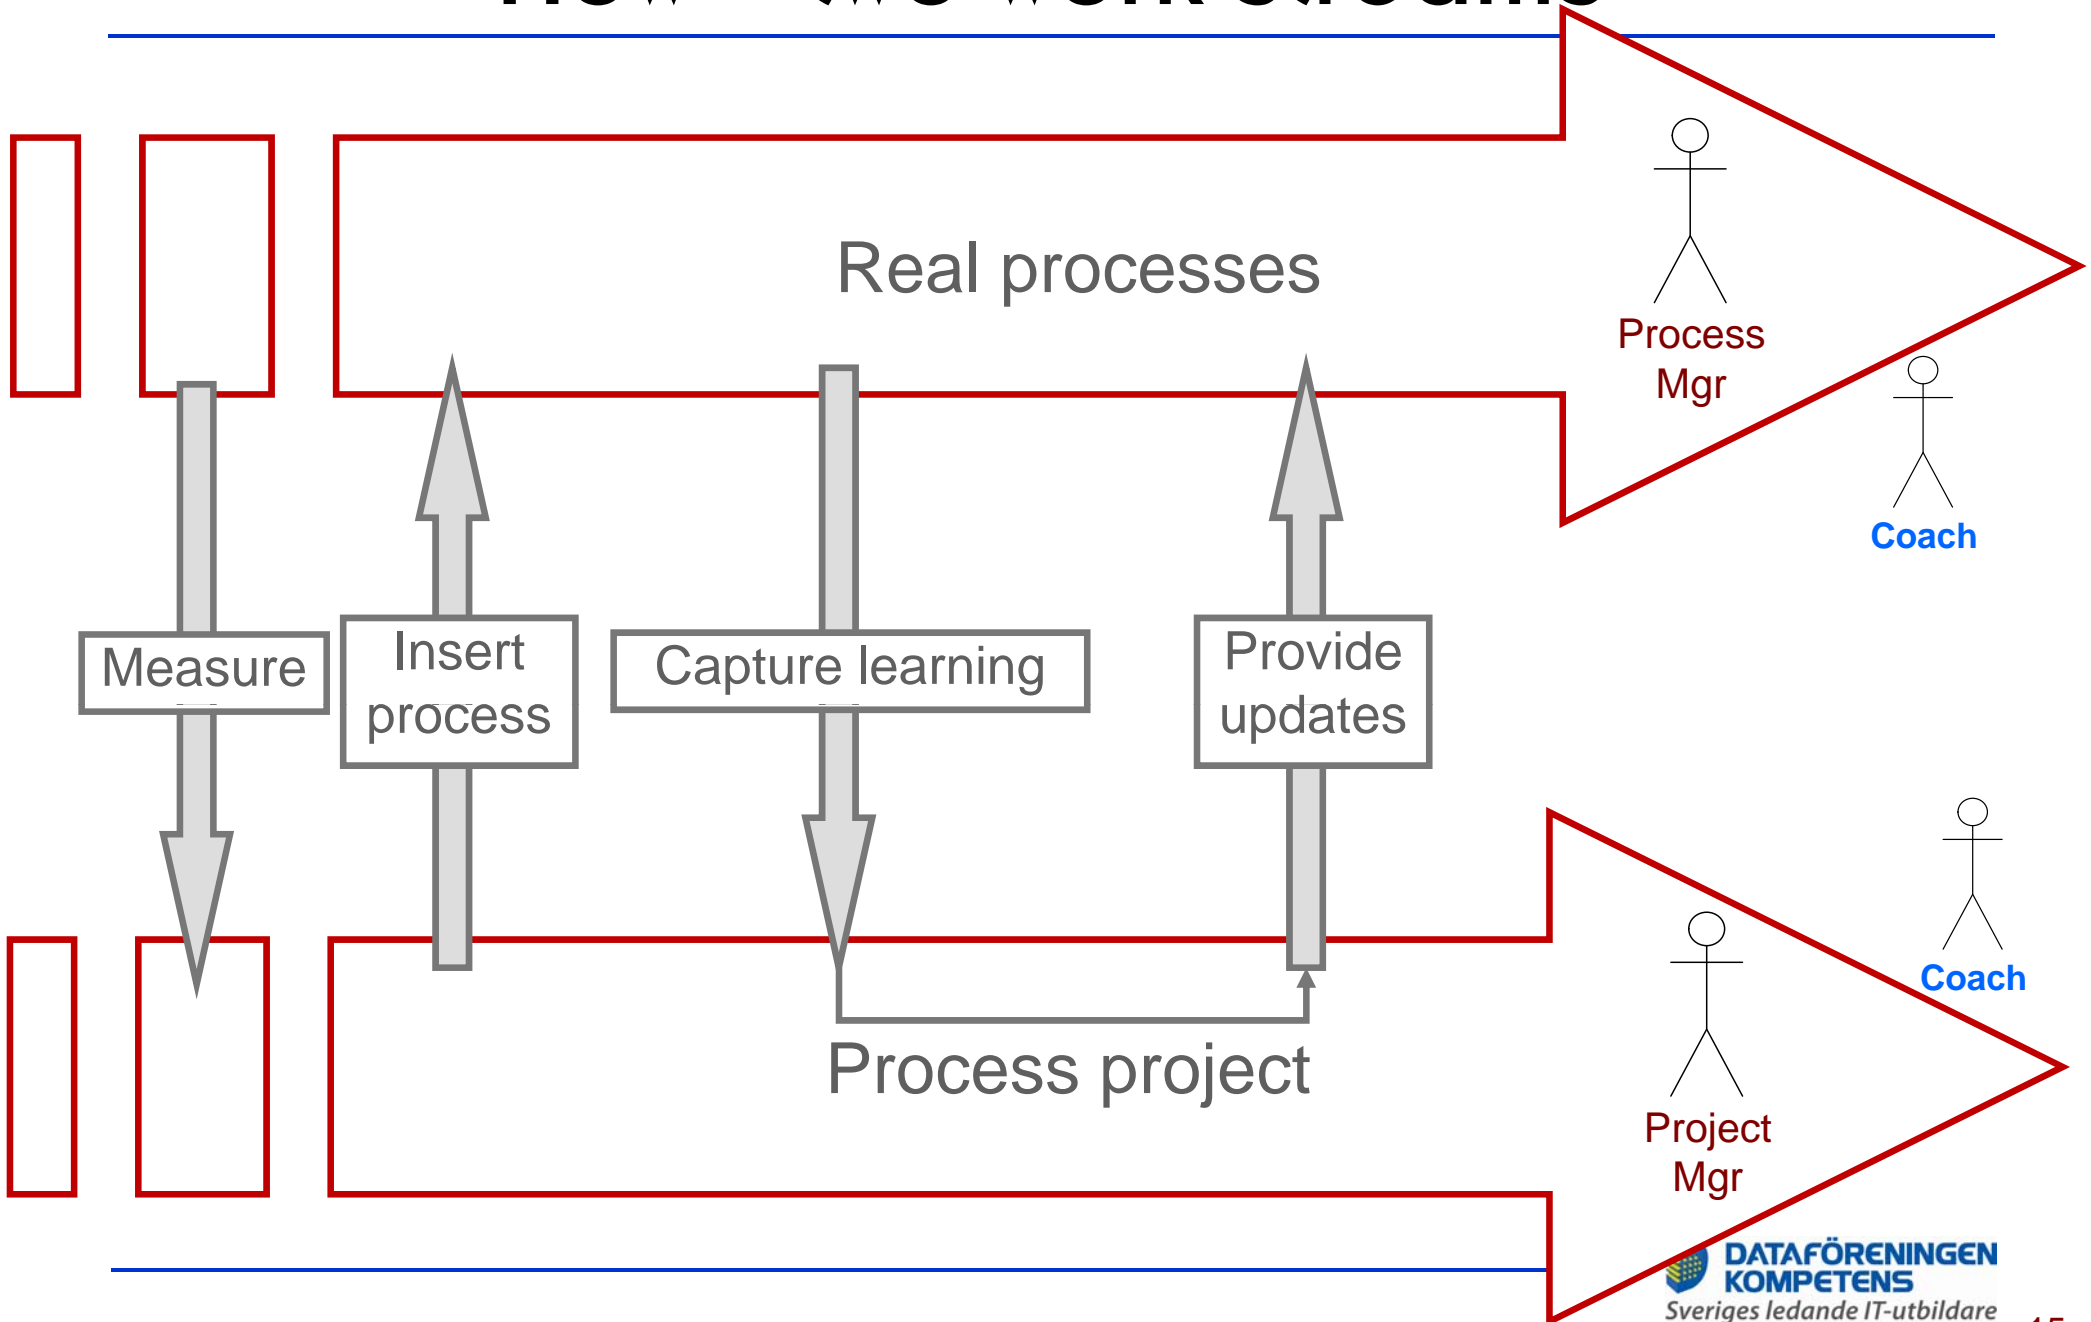 Real processes
Process
Mgr
Coach
Measure
Insert
process
Capture learning
Provide
updates
Coach
Process project
Project
Mgr
DATAFÖRENINGEN
KOMPETENS
Sveriges ledande IT-utbildare